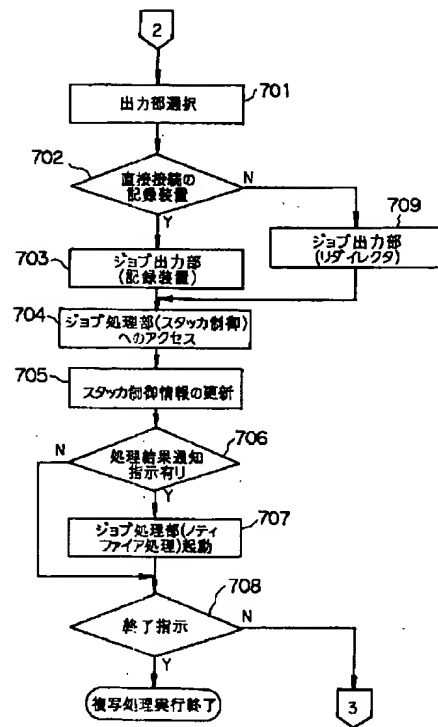 2
701
出力部選択
702
直接接続の
記録装置
N
Y
709
ジョブ出力部
(リダイレクタ)
703
ジョブ出力部
(記録装置)
704
ジョブ処理部(スタッカ制御)
へのアクセス
705
スタッカ制御情報の更新
706
N
処理結果通知
指示有り
Y
707
ジョブ処理部(ノティ
ファイア処理)起動
708
終了指示
N
Y
複写処理実行終了
3